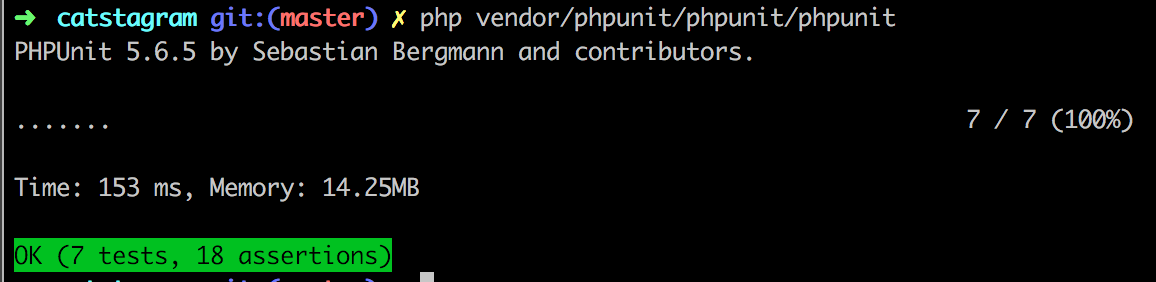 ➜ catstagram git:(master) ✗ php vendor/phpunit/phpunit/phpunit
PHPUnit 5.6.5 by Sebastian Bergmann and contributors.
....... 7 / 7 (100%)
Time: 153 ms, Memory: 14.25MB
OK (7 tests, 18 assertions)